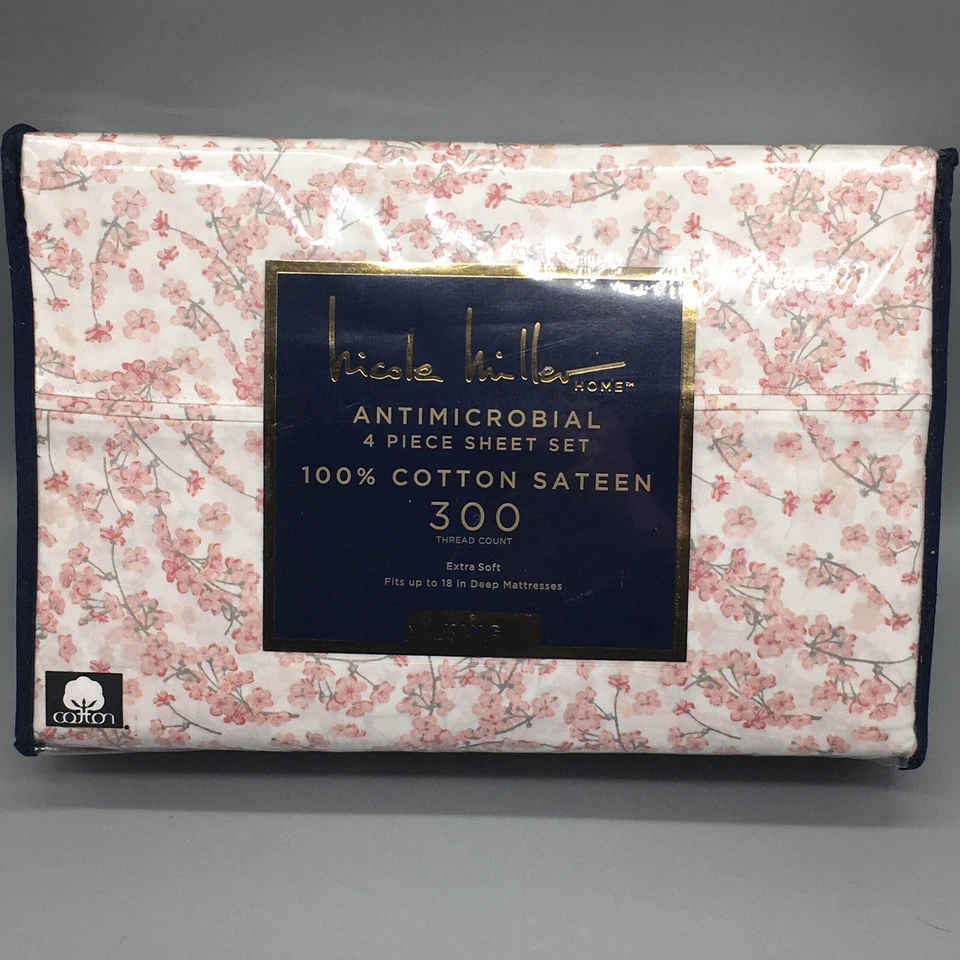 nicole miller
HOME™
ANTIMICROBIAL
4 PIECE SHEET SET
100% COTTON SATEEN
300
THREAD COUNT
Extra Soft
Fits up to 18 in Deep Mattresses
KING
cotton